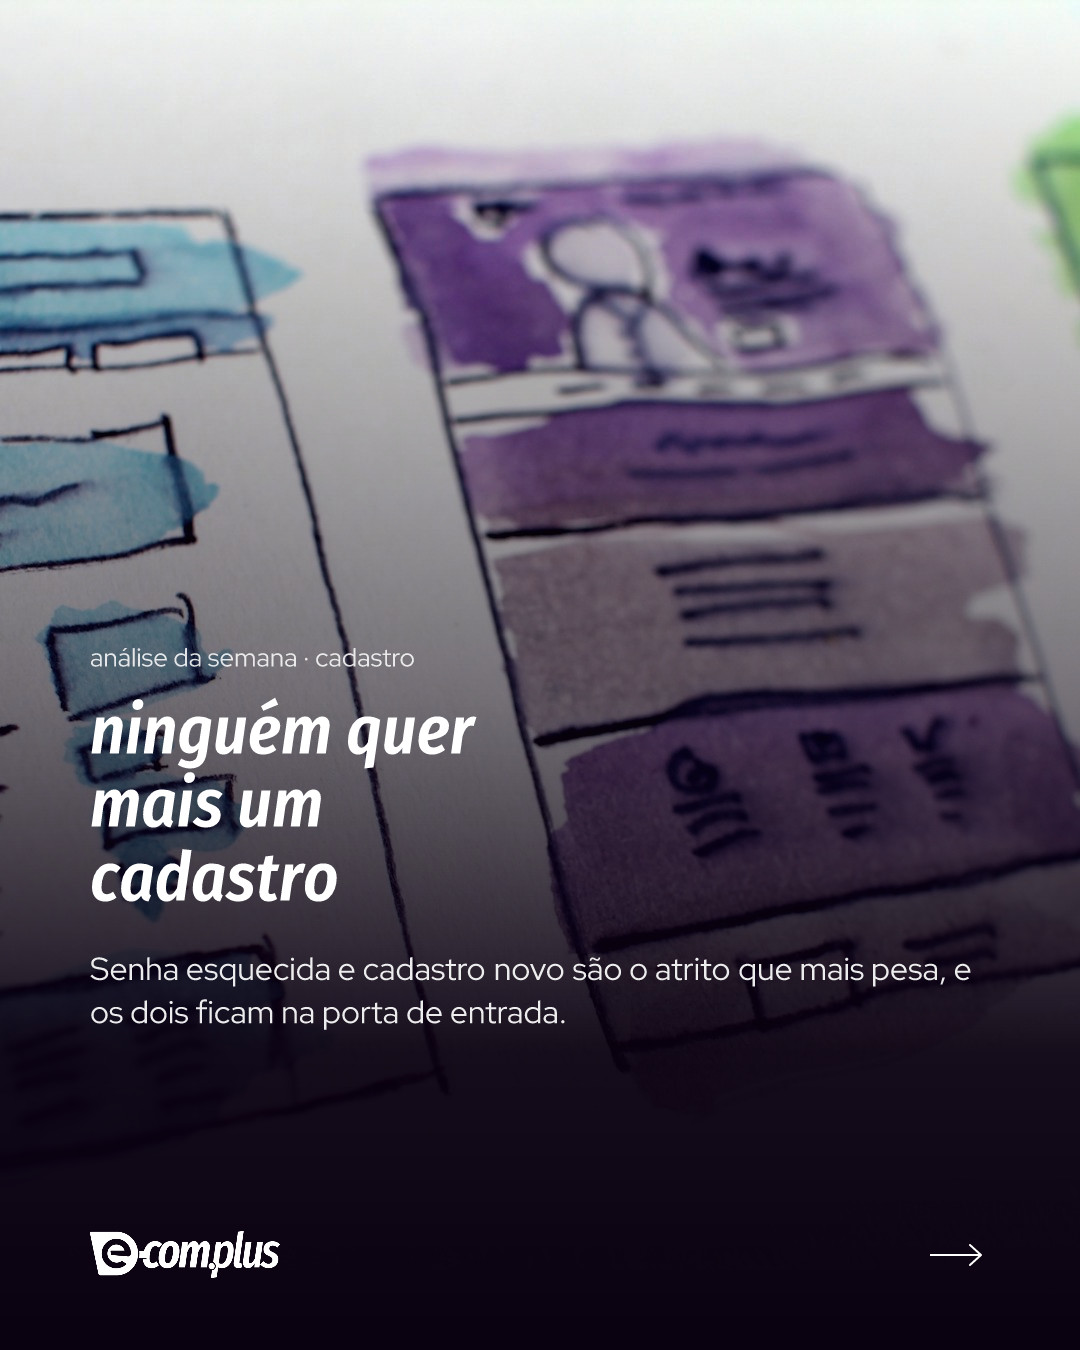 análise da semana · cadastro
ninguém quer
mais um
cadastro
Senha esquecida e cadastro novo são o atrito que mais pesa, e
os dois ficam na porta de entrada.
e-com.plus